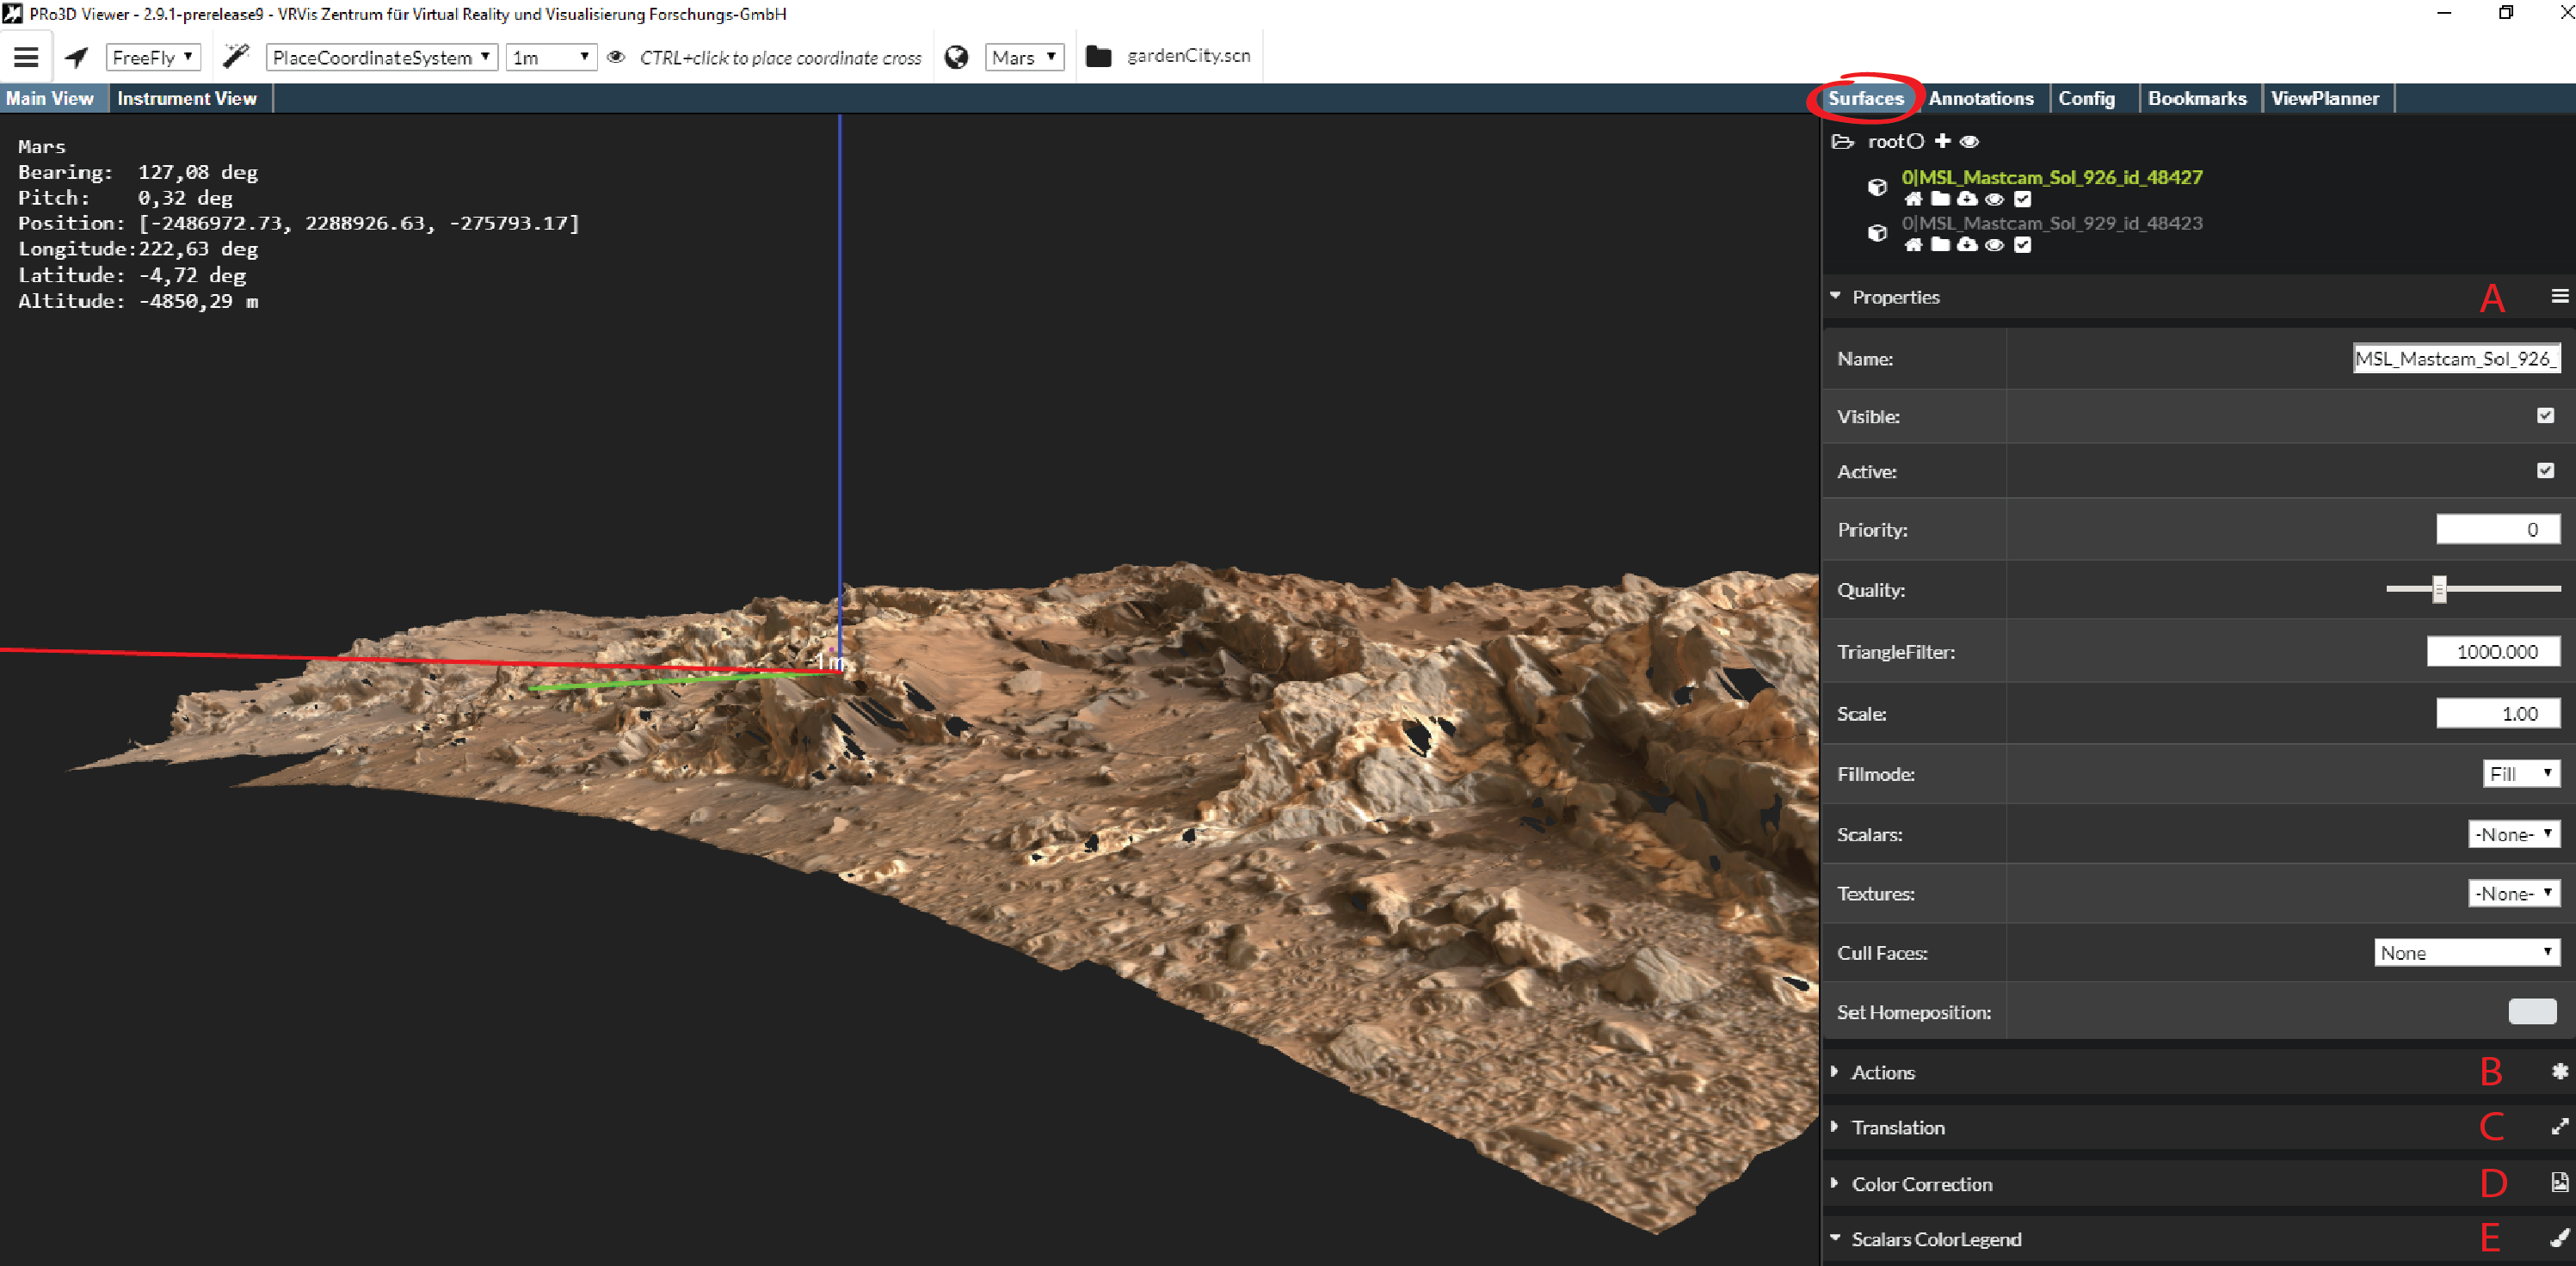 PRo3D Viewer - 2.9.1-prerelease9 - VRVis Zentrum für Virtual Reality und Visualisierung Forschungs-GmbH
FreeFly PlaceCoordinateSystem 1m CTRL+click to place coordinate cross Mars gardenCity.scn
Main View Instrument View
Surfaces Annotations Config Bookmarks ViewPlanner
Mars
Bearing: 127,08 deg
Pitch: 0,32 deg
Position: [-2486972.73, 2288926.63, -275793.17]
Longitude:222,63 deg
Latitude: -4,72 deg
Altitude: -4850,29 m
1m
root
0|MSL_Mastcam_Sol_926_id_48427
0|MSL_Mastcam_Sol_929_id_48423
Properties A
Name: MSL_Mastcam_Sol_926_
Visible:
Active:
Priority: 0
Quality:
TriangleFilter: 1000.000
Scale: 1.00
Fillmode: Fill
Scalars: -None-
Textures: -None-
Cull Faces: None
Set Homeposition:
Actions B
Translation C
Color Correction D
Scalars ColorLegend E